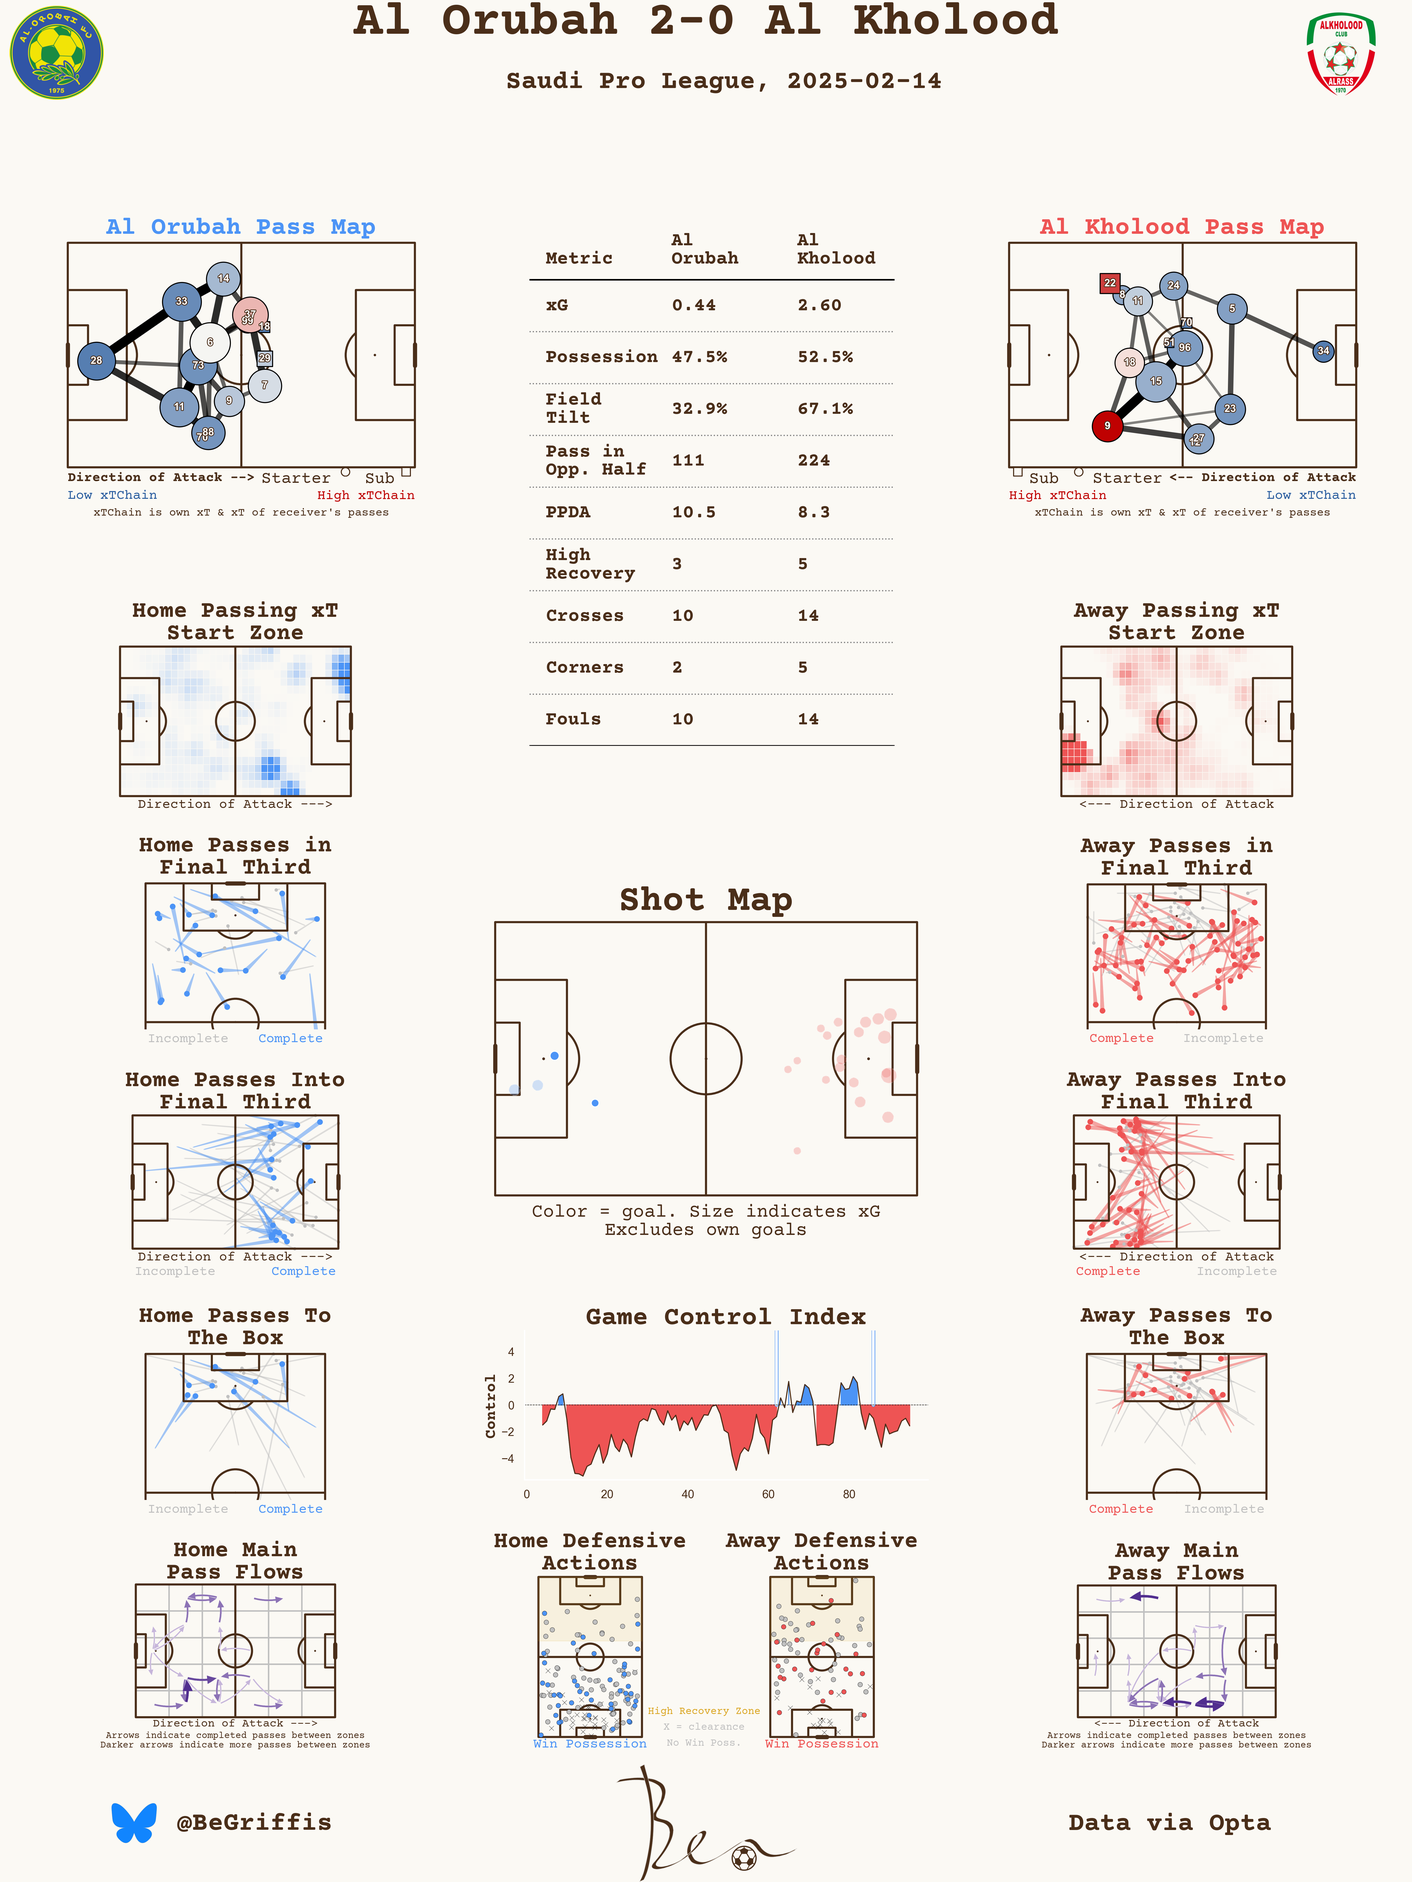 Al Orubah 2-0 Al Kholood
Saudi Pro League, 2025-02-14
AL-OROBAH FC
1975
ALKHOLOOD
CLUB
ALRASS
1970
Al Orubah Pass Map
14
33
37
99
18
6
28
73
29
7
11
9
70
88
Direction of Attack --> Starter Sub
Low xTChain High xTChain
xTChain is own xT & xT of receiver's passes
Metric Al Orubah Al Kholood
xG 0.44 2.60
Possession 47.5% 52.5%
Field Tilt 32.9% 67.1%
Pass in Opp. Half 111 224
PPDA 10.5 8.3
High Recovery 3 5
Crosses 10 14
Corners 2 5
Fouls 10 14
Al Kholood Pass Map
22
8
11
24
5
70
51
96
34
18
15
9
23
27
12
Sub Starter <-- Direction of Attack
High xTChain Low xTChain
xTChain is own xT & xT of receiver's passes
Home Passing xT
Start Zone
Direction of Attack --->
Away Passing xT
Start Zone
<--- Direction of Attack
Home Passes in
Final Third
Incomplete Complete
Away Passes in
Final Third
Complete Incomplete
Shot Map
Color = goal. Size indicates xG
Excludes own goals
Home Passes Into
Final Third
Direction of Attack --->
Incomplete Complete
Away Passes Into
Final Third
<--- Direction of Attack
Complete Incomplete
Home Passes To
The Box
Incomplete Complete
Game Control Index
Control
4
2
0
−2
−4
0 20 40 60 80
Away Passes To
The Box
Complete Incomplete
Home Main
Pass Flows
Direction of Attack --->
Arrows indicate completed passes between zones
Darker arrows indicate more passes between zones
Home Defensive
Actions
Win Possession
Away Defensive
Actions
Win Possession
High Recovery Zone
X = clearance
No Win Poss.
Away Main
Pass Flows
<--- Direction of Attack
Arrows indicate completed passes between zones
Darker arrows indicate more passes between zones
@BeGriffis
Ben
Data via Opta